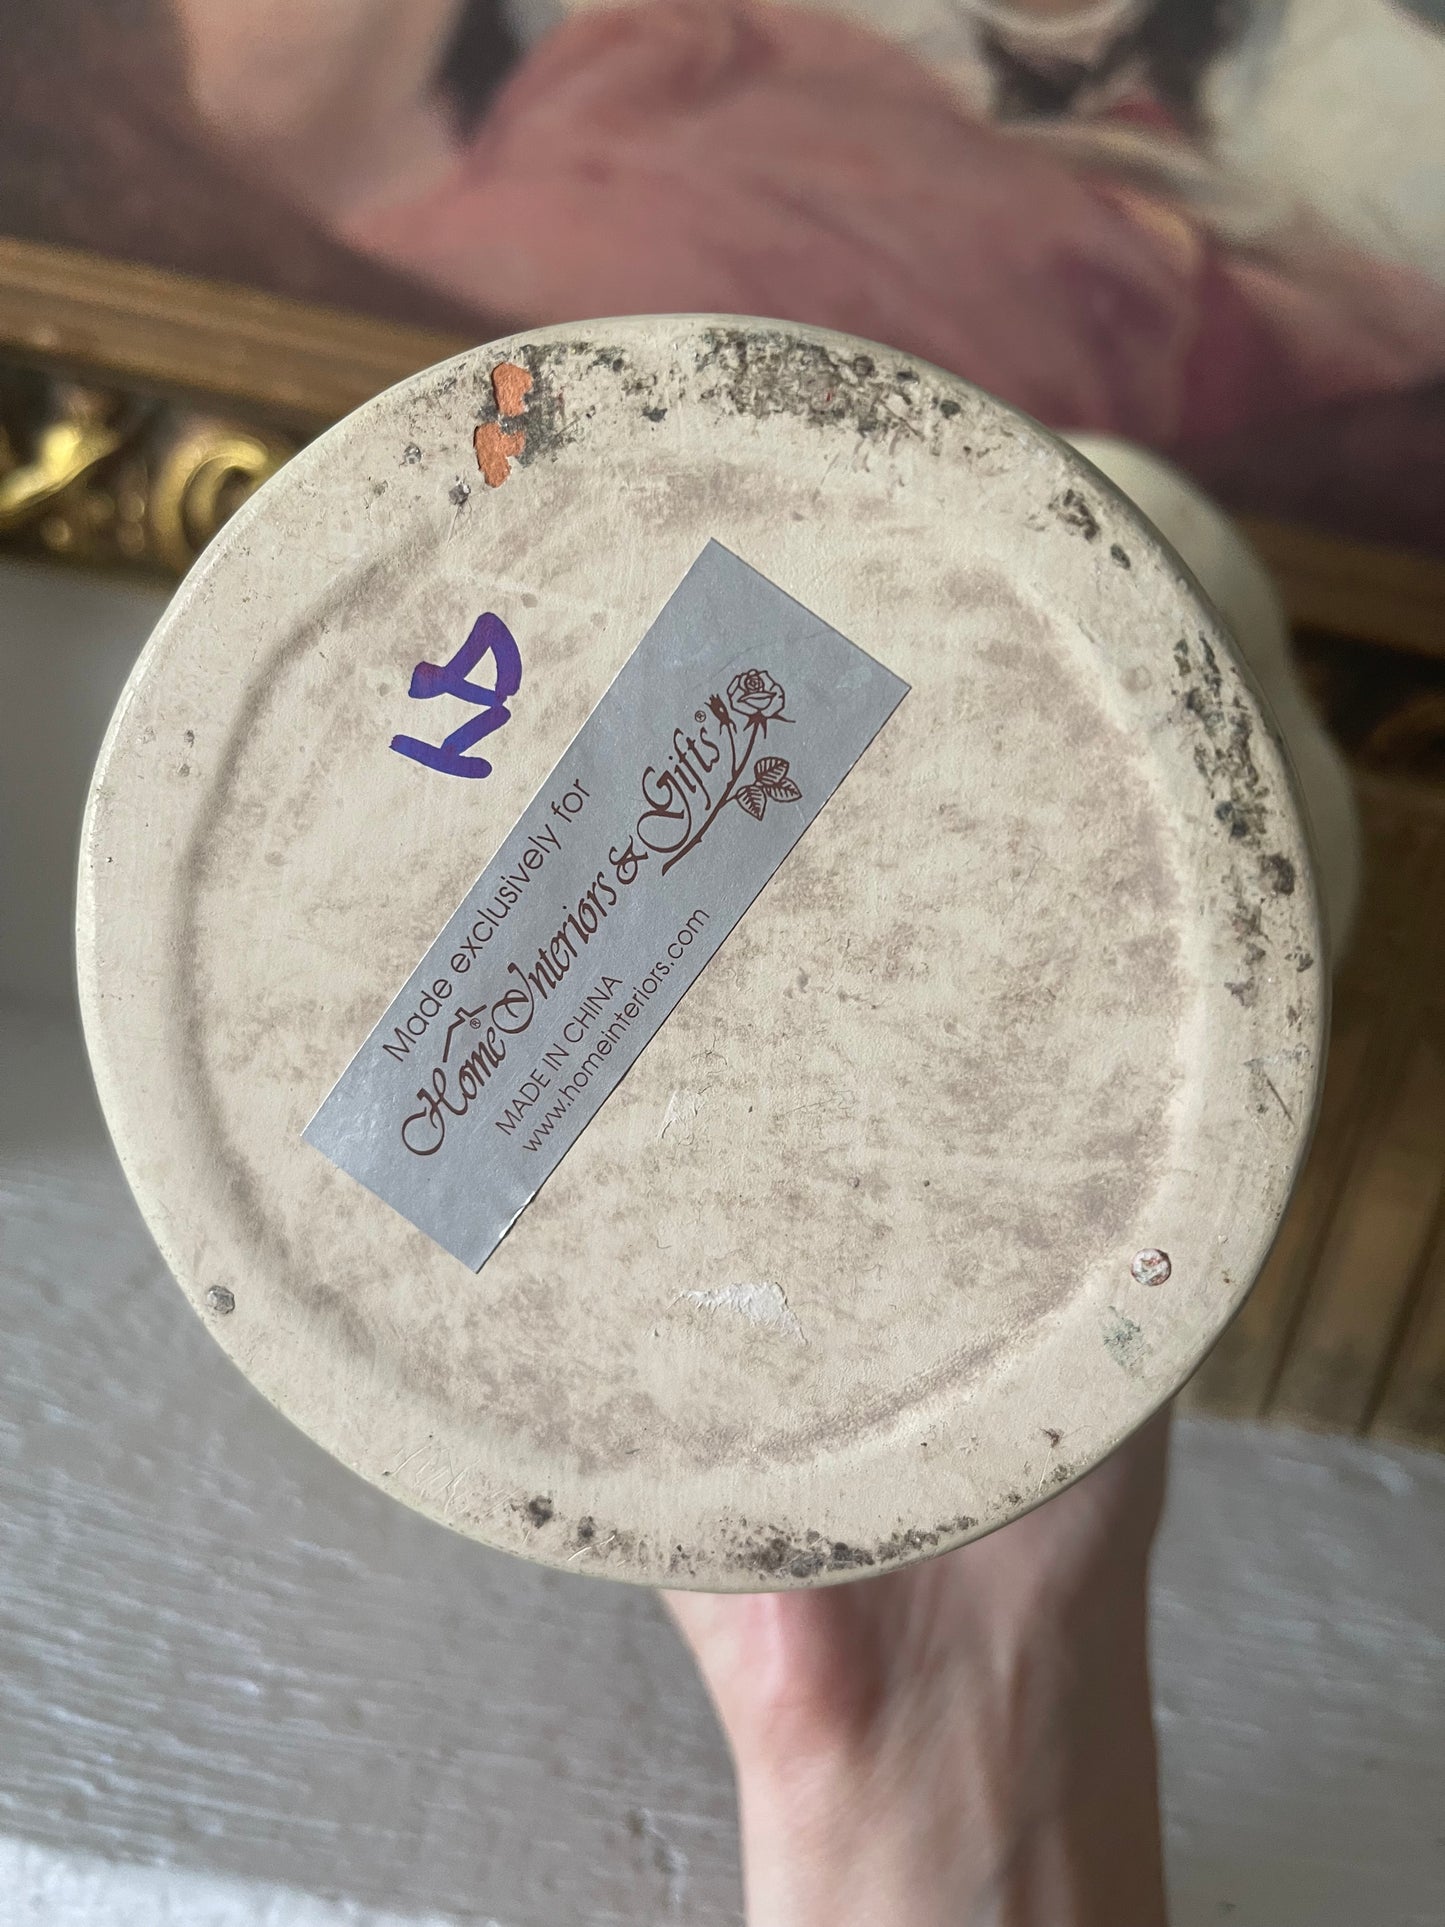 Made exclusively for
Home Interiors & Gifts®
MADE IN CHINA
www.homeinteriors.com